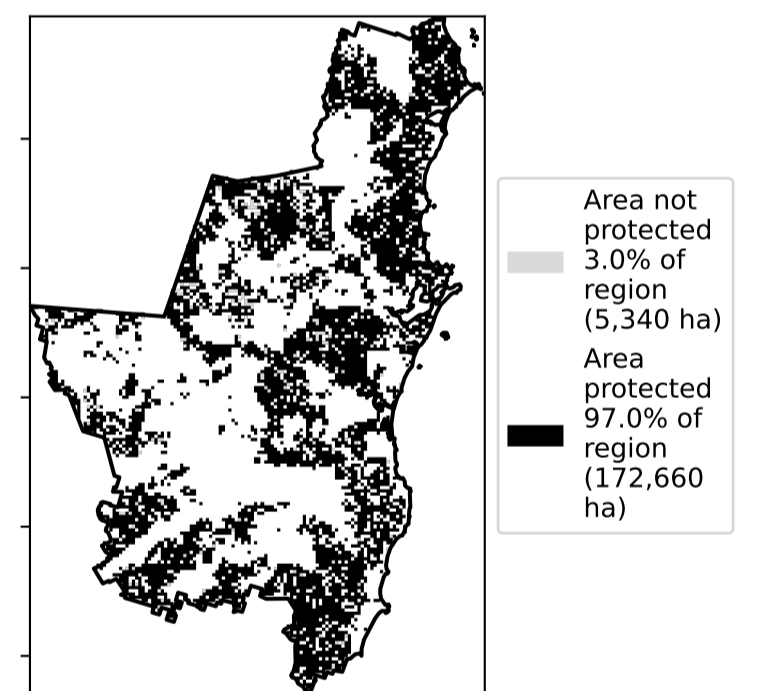 Area not
protected
3.0% of
region
(5,340 ha)
Area
protected
97.0% of
region
(172,660
ha)